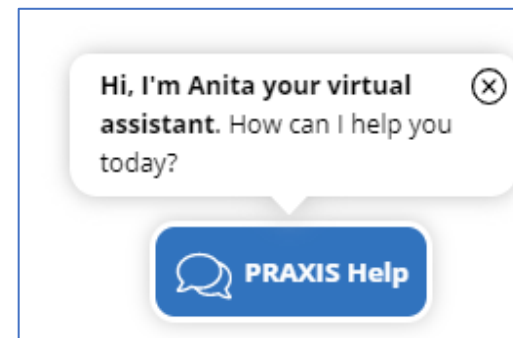 Hi, I'm Anita your virtual
assistant. How can I help you
today?
PRAXIS Help